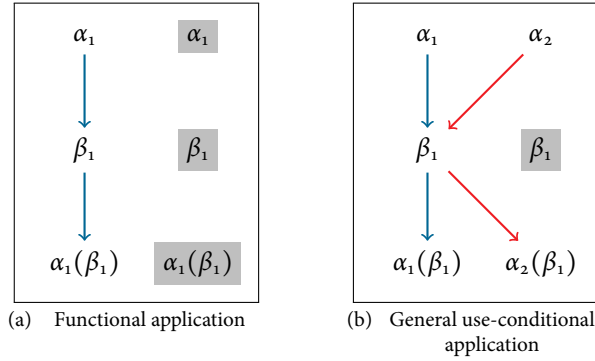 α₁ α₁
β₁ β₁
α₁(β₁) α₁(β₁)
(a) Functional application
α₁ α₂
β₁ β₁
α₁(β₁) α₂(β₁)
(b) General use-conditional
application